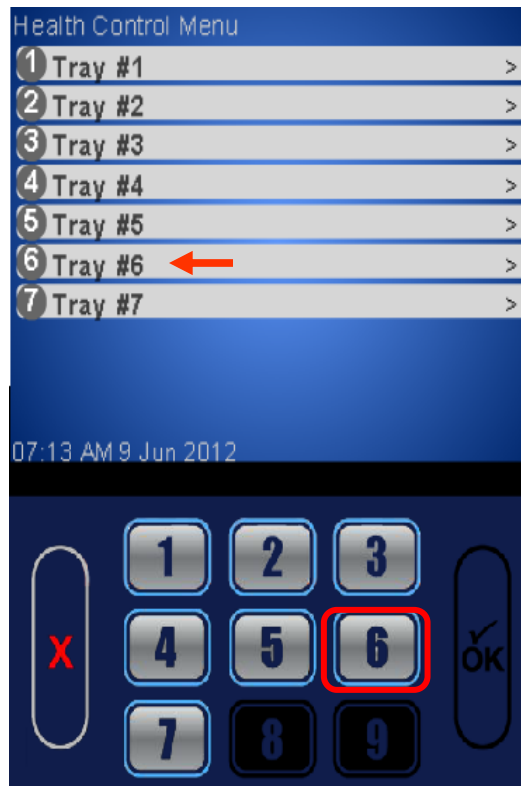 Health Control Menu
1 Tray #1 >
2 Tray #2 >
3 Tray #3 >
4 Tray #4 >
5 Tray #5 >
6 Tray #6 >
7 Tray #7 >
07:13 AM 9 Jun 2012
1 2 3
X 4 5 6 OK
7 8 9